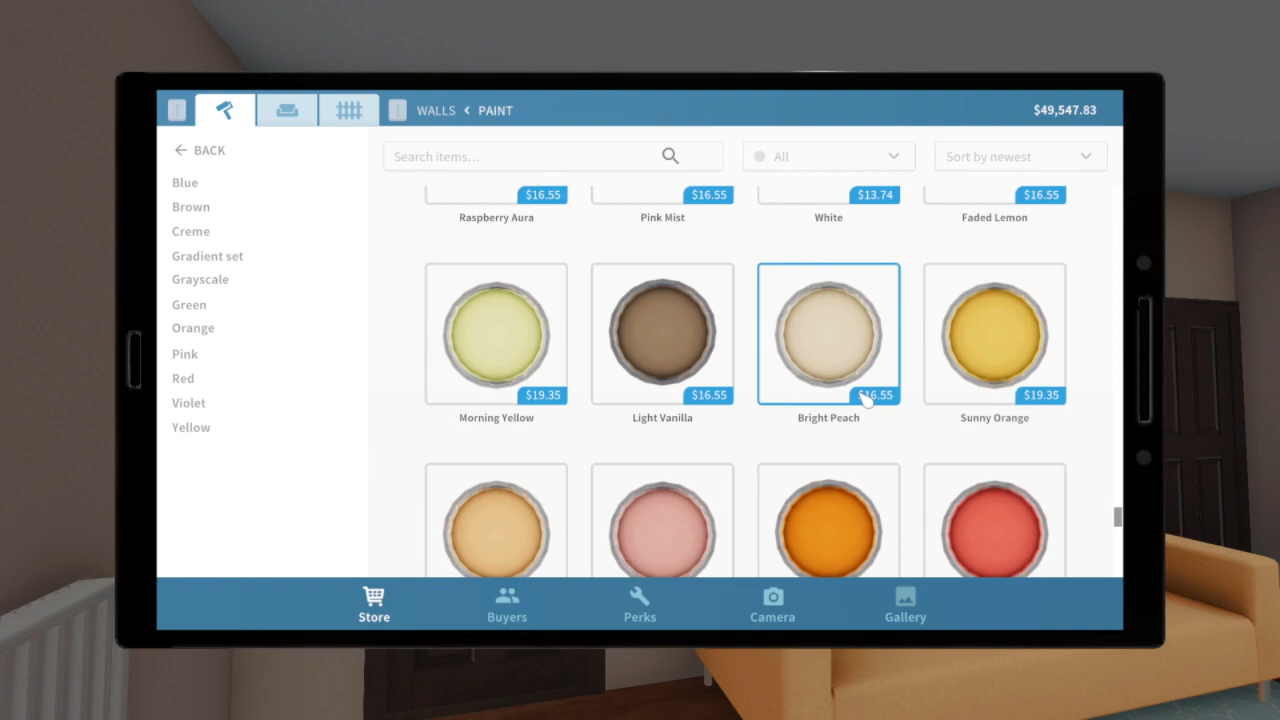 WALLS < PAINT
$49,547.83
BACK
Search items...
All
Sort by newest
Blue
Brown
Creme
Gradient set
Grayscale
Green
Orange
Pink
Red
Violet
Yellow
$16.55
$16.55
$13.74
$16.55
Raspberry Aura
Pink Mist
White
Faded Lemon
$19.35
$16.55
$16.55
$19.35
Morning Yellow
Light Vanilla
Bright Peach
Sunny Orange
Store
Buyers
Perks
Camera
Gallery